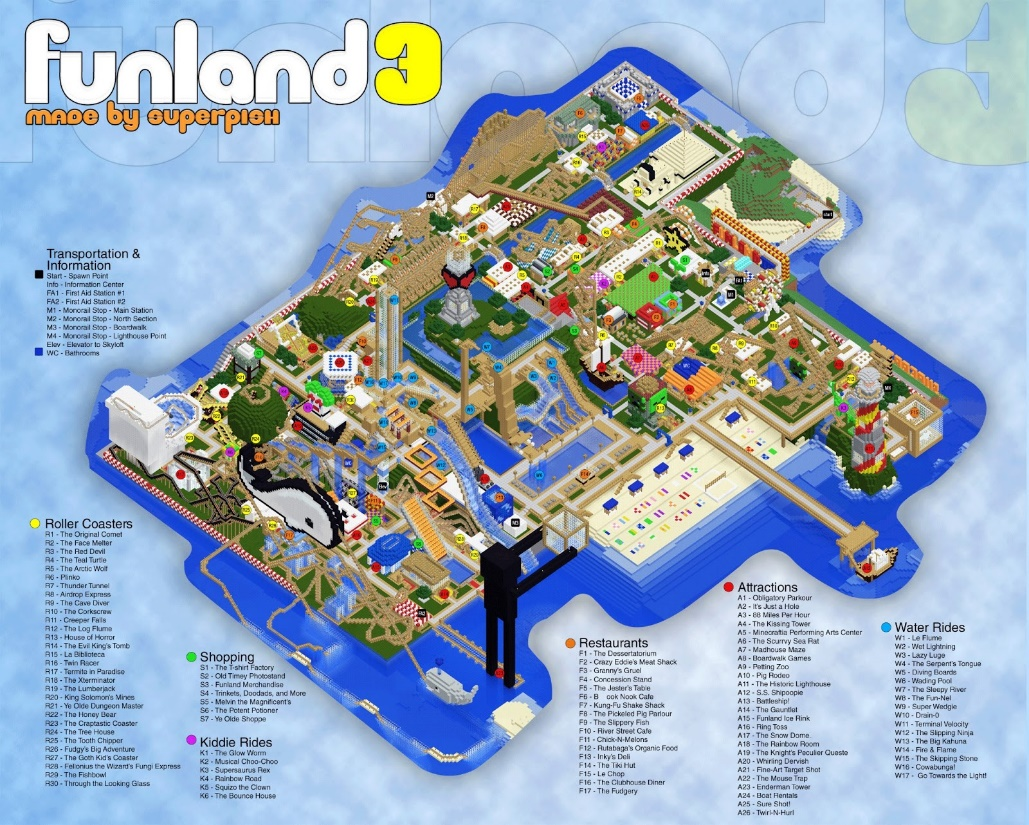 funland 3
made by superpish
Transportation &
Information
Start - Spawn Point
Info - Information Center
FA1 - First Aid Station #1
FA2 - First Aid Station #2
M1 - Monorail Stop - Main Station
M2 - Monorail Stop - North Section
M3 - Monorail Stop - Boardwalk
M4 - Monorail Stop - Lighthouse Point
Elev - Elevator to Skyloft
WC - Bathrooms
Roller Coasters
R1 - The Original Comet
R2 - The Face Melter
R3 - The Red Devil
R4 - The Teal Turtle
R5 - The Arctic Wolf
R6 - Plinko
R7 - Thunder Tunnel
R8 - Airdrop Express
R9 - The Cave Diver
R10 - The Corkscrew
R11 - Creeper Falls
R12 - The Log Flume
R13 - House of Horror
R14 - The Evil King's Tomb
R15 - La Biblioteca
R16 - Twin Racer
R17 - Termite in Paradise
R18 - The Xterminator
R19 - The Lumberjack
R20 - King Solomon's Mines
R21 - Ye Olde Dungeon Master
R22 - The Honey Bear
R23 - The Craptastic Coaster
R24 - The Tree House
R25 - The Tooth Chipper
R26 - Fudgy's Big Adventure
R27 - The Goth Kid's Coaster
R28 - Fellonius the Wizard's Fungi Express
R29 - The Fishbowl
R30 - Through the Looking Glass
Shopping
S1 - The T-shirt Factory
S2 - Old Timey Photostand
S3 - Funland Merchandise
S4 - Trinkets, Doodads, and More
S5 - Melvin the Magnificent's
S6 - The Potent Potioner
S7 - Ye Olde Shoppe
Kiddie Rides
K1 - The Glow Worm
K2 - Musical Choo-Choo
K3 - Supersaurus Rex
K4 - Rainbow Road
K5 - Squizo the Clown
K6 - The Bounce House
Restaurants
F1 - The Dessertatorium
F2 - Crazy Eddie's Meat Shack
F3 - Granny's Gruel
F4 - Concession Stand
F5 - The Jester's Table
F6 - B ook Nook Cafe
F7 - Kung-Fu Shake Shack
F8 - The Pickeled Pig Parlour
F9 - The Slippery Fish
F10 - River Street Cafe
F11 - Chick-N-Melons
F12 - Rutabaga's Organic Food
F13 - Inky's Deli
F14 - The Tiki Hut
F15 - Le Chop
F16 - The Clubhouse Diner
F17 - The Fudgery
Attractions
A1 - Obligatory Parkour
A2 - It's Just a Hole
A3 - 88 Miles Per Hour
A4 - The Kissing Tower
A5 - Minecraftia Performing Arts Center
A6 - The Scurvy Sea Rat
A7 - Madhouse Maze
A8 - Boardwalk Games
A9 - Petting Zoo
A10 - Pig Rodeo
A11 - The Historic Lighthouse
A12 - S.S. Shipoopie
A13 - Battleship!
A14 - The Gauntlet
A15 - Funland Ice Rink
A16 - Ring Toss
A17 - The Snow Dome
A18 - The Rainbow Room
A19 - The Knight's Peculier Queste
A20 - Whirling Dervish
A21 - Fine-Art Target Shot
A22 - The Mouse Trap
A23 - Enderman Tower
A24 - Boat Rentals
A25 - Sure Shot!
A26 - Twirl-N-Hurl
Water Rides
W1 - Le Flume
W2 - Wet Lightning
W3 - Lazy Luge
W4 - The Serpent's Tongue
W5 - Diving Boards
W6 - Wading Pool
W7 - The Sleepy River
W8 - The Fun-Nel
W9 - Super Wedgie
W10 - Drain-0
W11 - Terminal Velocity
W12 - The Slipping Ninja
W13 - The Big Kahuna
W14 - Fire & Flame
W15 - The Skipping Stone
W16 - Cowabunga!
W17 - Go Towards the Light!